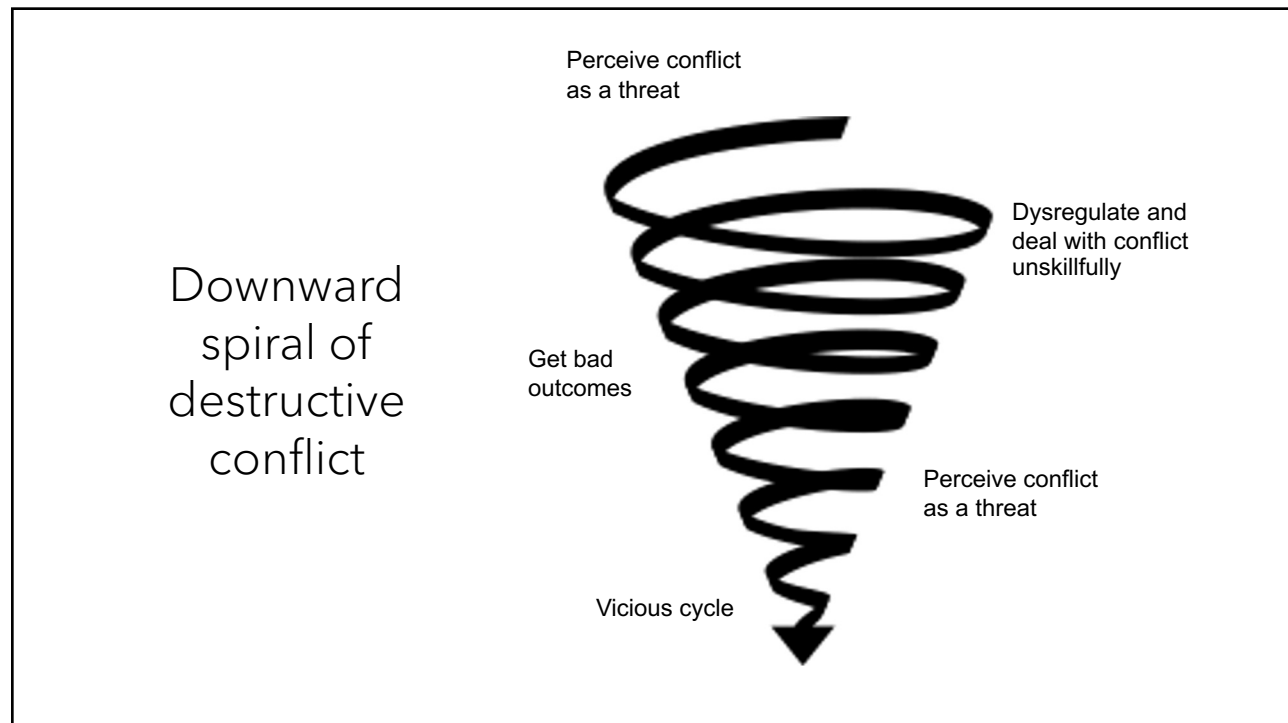 Perceive conflict
as a threat
Downward
spiral of
destructive
conflict
Dysregulate and
deal with conflict
unskillfully
Get bad
outcomes
Perceive conflict
as a threat
Vicious cycle